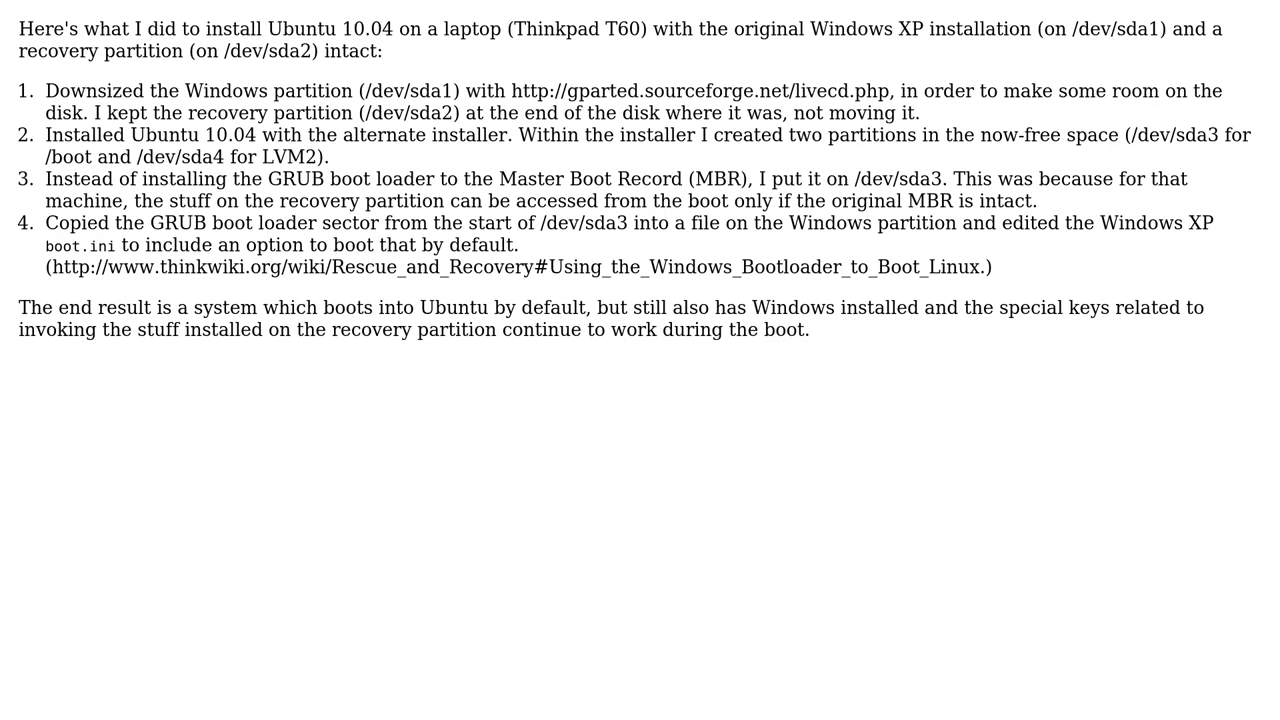 Here's what I did to install Ubuntu 10.04 on a laptop (Thinkpad T60) with the original Windows XP installation (on /dev/sda1) and a
recovery partition (on /dev/sda2) intact:
1. Downsized the Windows partition (/dev/sda1) with http://gparted.sourceforge.net/livecd.php, in order to make some room on the
disk. I kept the recovery partition (/dev/sda2) at the end of the disk where it was, not moving it.
2. Installed Ubuntu 10.04 with the alternate installer. Within the installer I created two partitions in the now-free space (/dev/sda3 for
/boot and /dev/sda4 for LVM2).
3. Instead of installing the GRUB boot loader to the Master Boot Record (MBR), I put it on /dev/sda3. This was because for that
machine, the stuff on the recovery partition can be accessed from the boot only if the original MBR is intact.
4. Copied the GRUB boot loader sector from the start of /dev/sda3 into a file on the Windows partition and edited the Windows XP
boot.ini to include an option to boot that by default.
(http://www.thinkwiki.org/wiki/Rescue_and_Recovery#Using_the_Windows_Bootloader_to_Boot_Linux.)
The end result is a system which boots into Ubuntu by default, but still also has Windows installed and the special keys related to
invoking the stuff installed on the recovery partition continue to work during the boot.